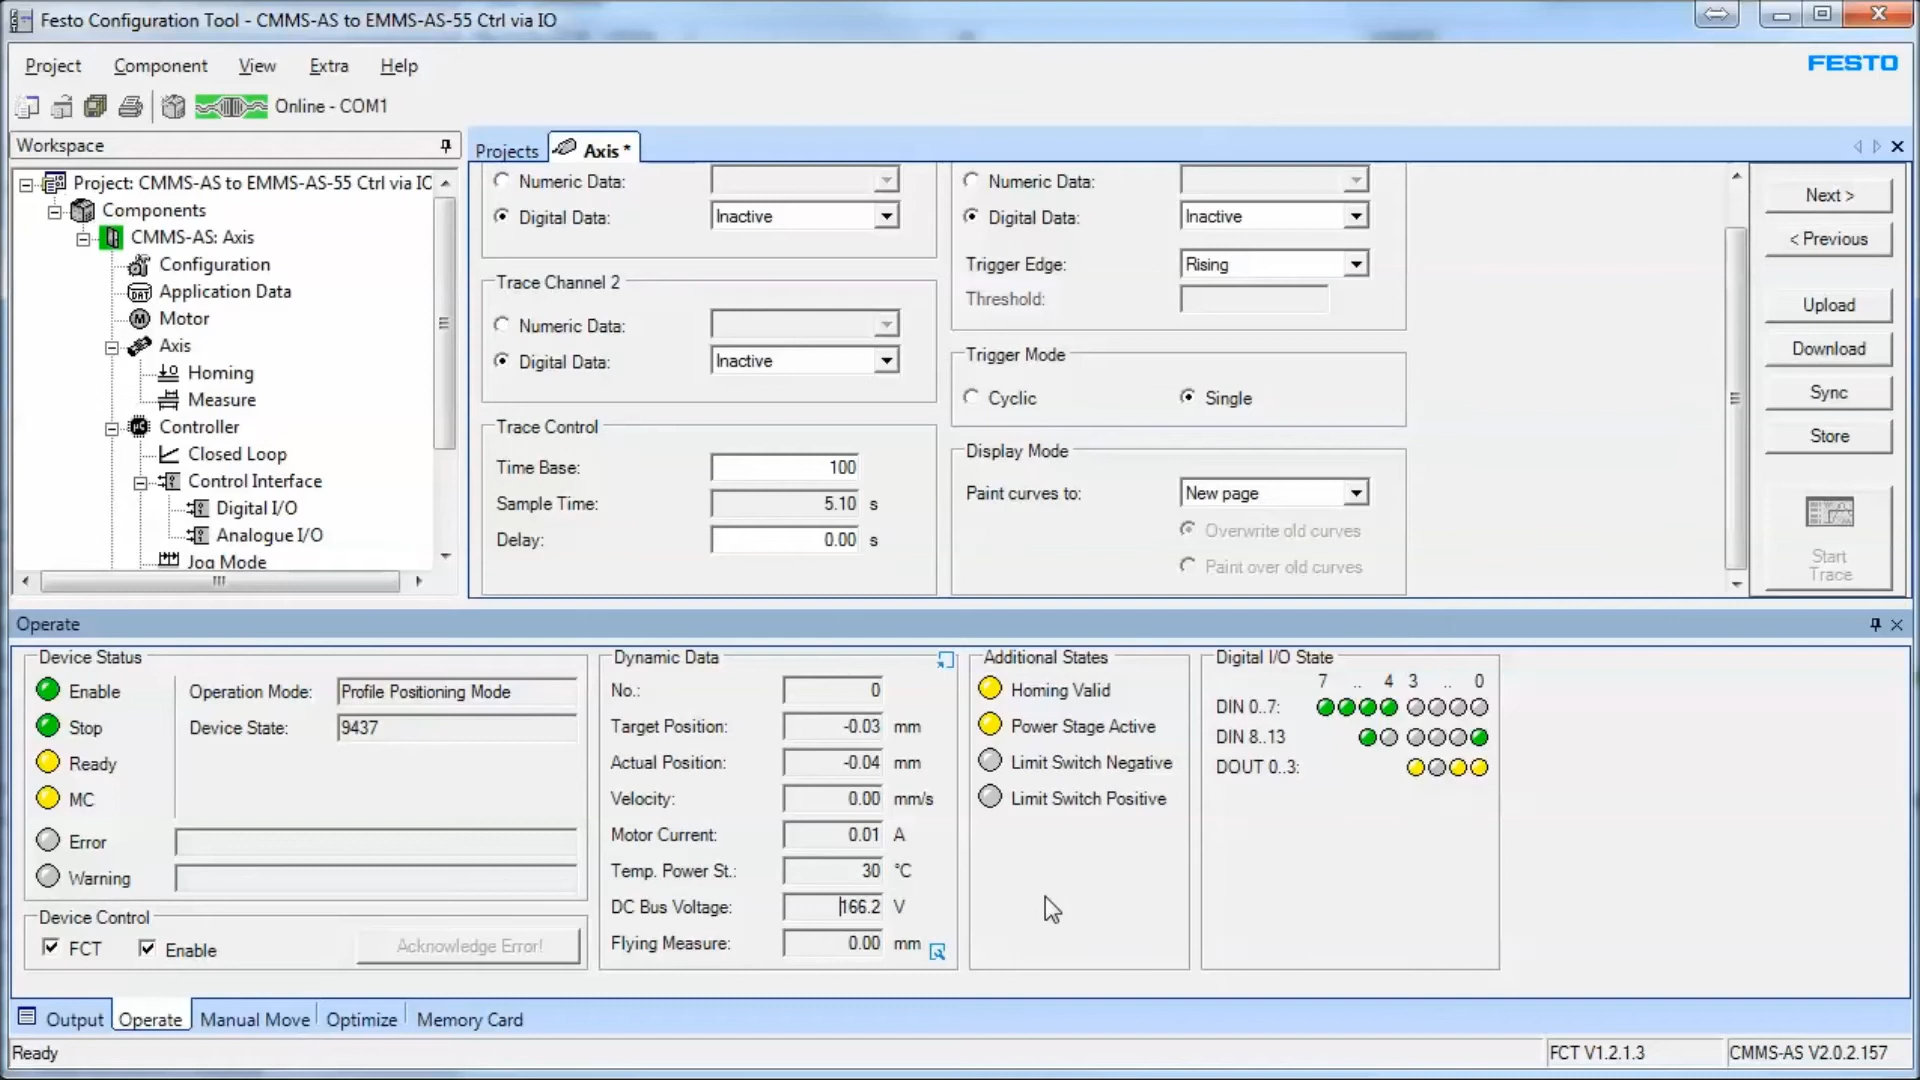 Festo Configuration Tool - CMMS-AS to EMMS-AS-55 Ctrl via IO
Project Component View Extra Help
FESTO
Online - COM1
Workspace
Project: CMMS-AS to EMMS-AS-55 Ctrl via IO
Components
CMMS-AS: Axis
Configuration
Application Data
Motor
Axis
Homing
Measure
Controller
Closed Loop
Control Interface
Digital I/O
Analogue I/O
Jog Mode
Projects Axis *
Numeric Data:
Digital Data: Inactive
Trace Channel 2
Numeric Data:
Digital Data: Inactive
Trace Control
Time Base: 100
Sample Time: 5.10 s
Delay: 0.00 s
Numeric Data:
Digital Data: Inactive
Trigger Edge: Rising
Threshold:
Trigger Mode
Cyclic Single
Display Mode
Paint curves to: New page
Overwrite old curves
Paint over old curves
Next >
< Previous
Upload
Download
Sync
Store
Start
Trace
Operate
Device Status
Enable
Stop
Ready
MC
Error
Warning
Operation Mode: Profile Positioning Mode
Device State: 9437
Device Control
FCT Enable Acknowledge Error!
Dynamic Data
No.: 0
Target Position: -0.03 mm
Actual Position: -0.04 mm
Velocity: 0.00 mm/s
Motor Current: 0.01 A
Temp. Power St.: 30 °C
DC Bus Voltage: 166.2 V
Flying Measure: 0.00 mm
Additional States
Homing Valid
Power Stage Active
Limit Switch Negative
Limit Switch Positive
Digital I/O State
7 .. 4 3 .. 0
DIN 0..7:
DIN 8..13
DOUT 0..3:
Output Operate Manual Move Optimize Memory Card
Ready FCT V1.2.1.3 CMMS-AS V2.0.2.157